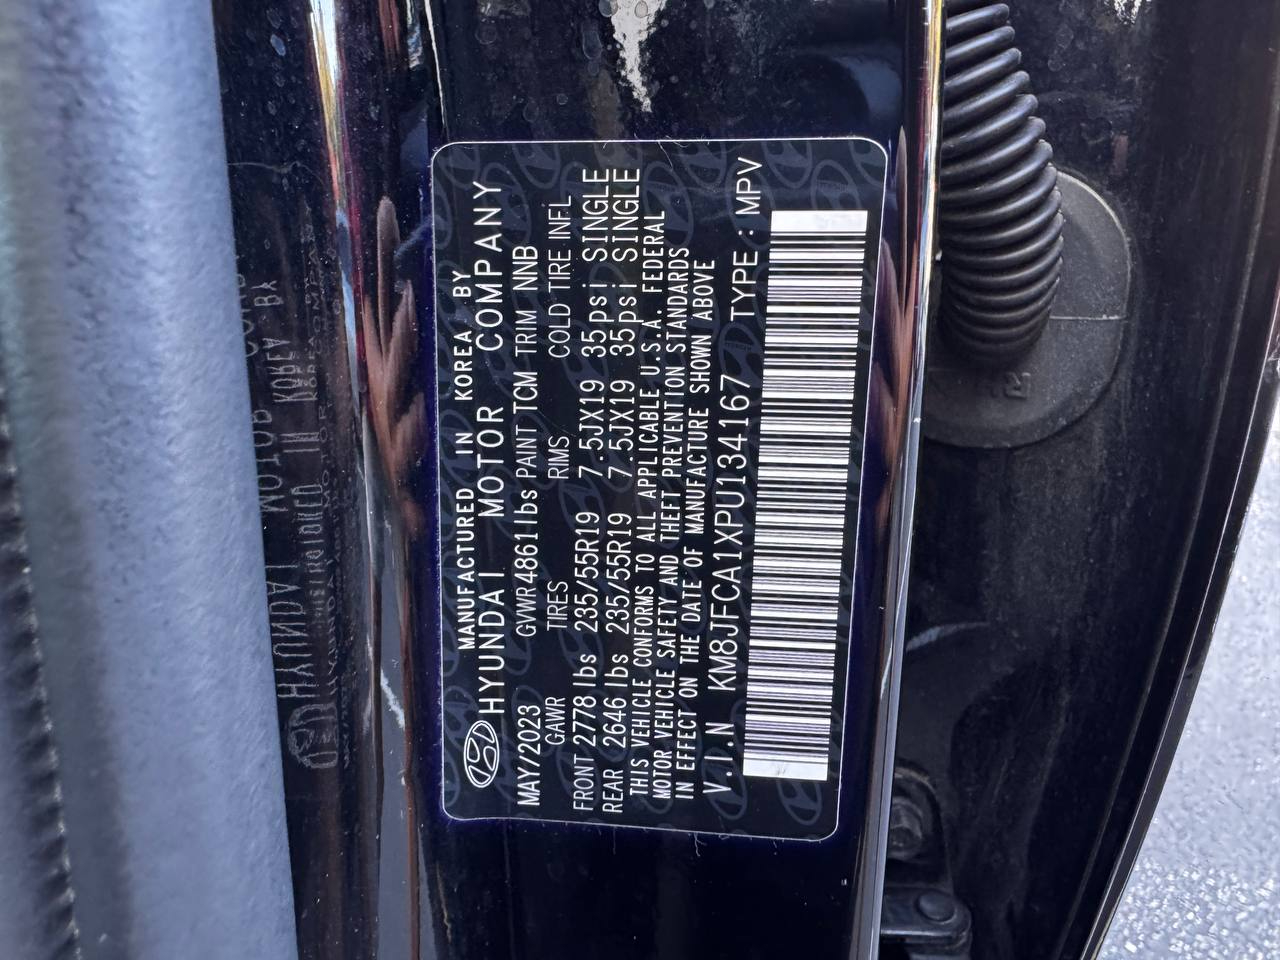 MANUFACTURED IN KOREA BY
HYUNDAI MOTOR COMPANY
MAY/2023 GVWR4861lbs PAINT TCM TRIM NNB
GAWR TIRES RIMS COLD TIRE INFL
FRONT 2778lbs 235/55R19 7.5JX19 35psi SINGLE
REAR 2646lbs 235/55R19 7.5JX19 35psi SINGLE
THIS VEHICLE CONFORMS TO ALL APPLICABLE U.S.A. FEDERAL
MOTOR VEHICLE SAFETY AND THEFT PREVENTION STANDARDS
IN EFFECT ON THE DATE OF MANUFACTURE SHOWN ABOVE
V.I.N KM8JFCA1XPU134167 TYPE : MPV